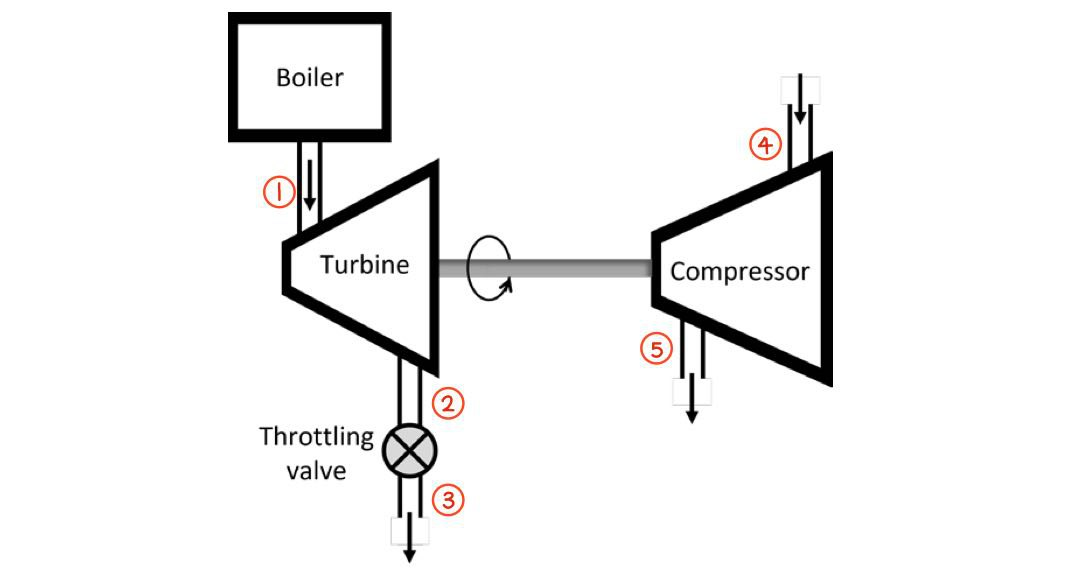 Boiler
④
①
Turbine
Compressor
⑤
②
Throttling
valve
③